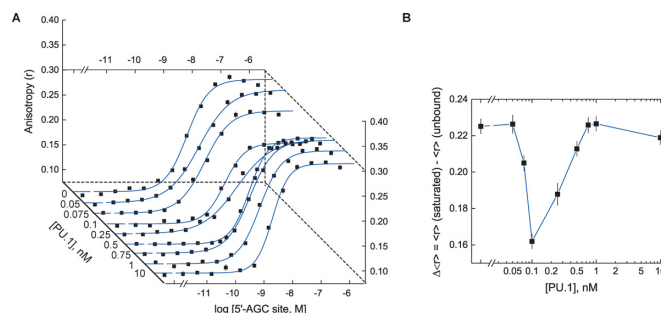 A
B
0.40
0.35
0.30
0.25
0.20
0.15
0.10
Anisotropy (r)
-11 -10 -9 -8 -7 -6
0.40
0.35
0.30
0.25
0.20
0.15
0.10
0
0.05
0.075
0.1
0.25
0.5
0.75
1
10
[PU.1], nM
-11 -10 -9 -8 -7 -6
log [5'-AGC site, M]
Δ<r> = <r> (saturated) - <r> (unbound)
0.24
0.22
0.20
0.18
0.16
0.05 0.1 0.5 1 5 10
[PU.1], nM